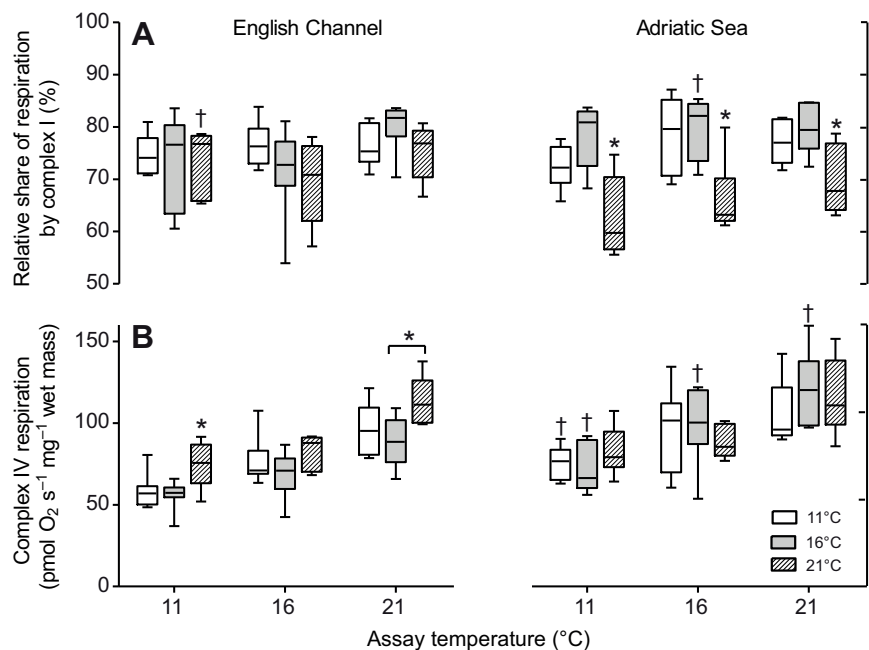 A
English Channel
Adriatic Sea
Relative share of respiration
by complex I (%)
100
90
80
70
60
50
†
†
*
*
*
B
Complex IV respiration
(pmol O₂ s⁻¹ mg⁻¹ wet mass)
150
100
50
0
*
*
†
†
†
†
11°C
16°C
21°C
11
16
21
11
16
21
Assay temperature (°C)